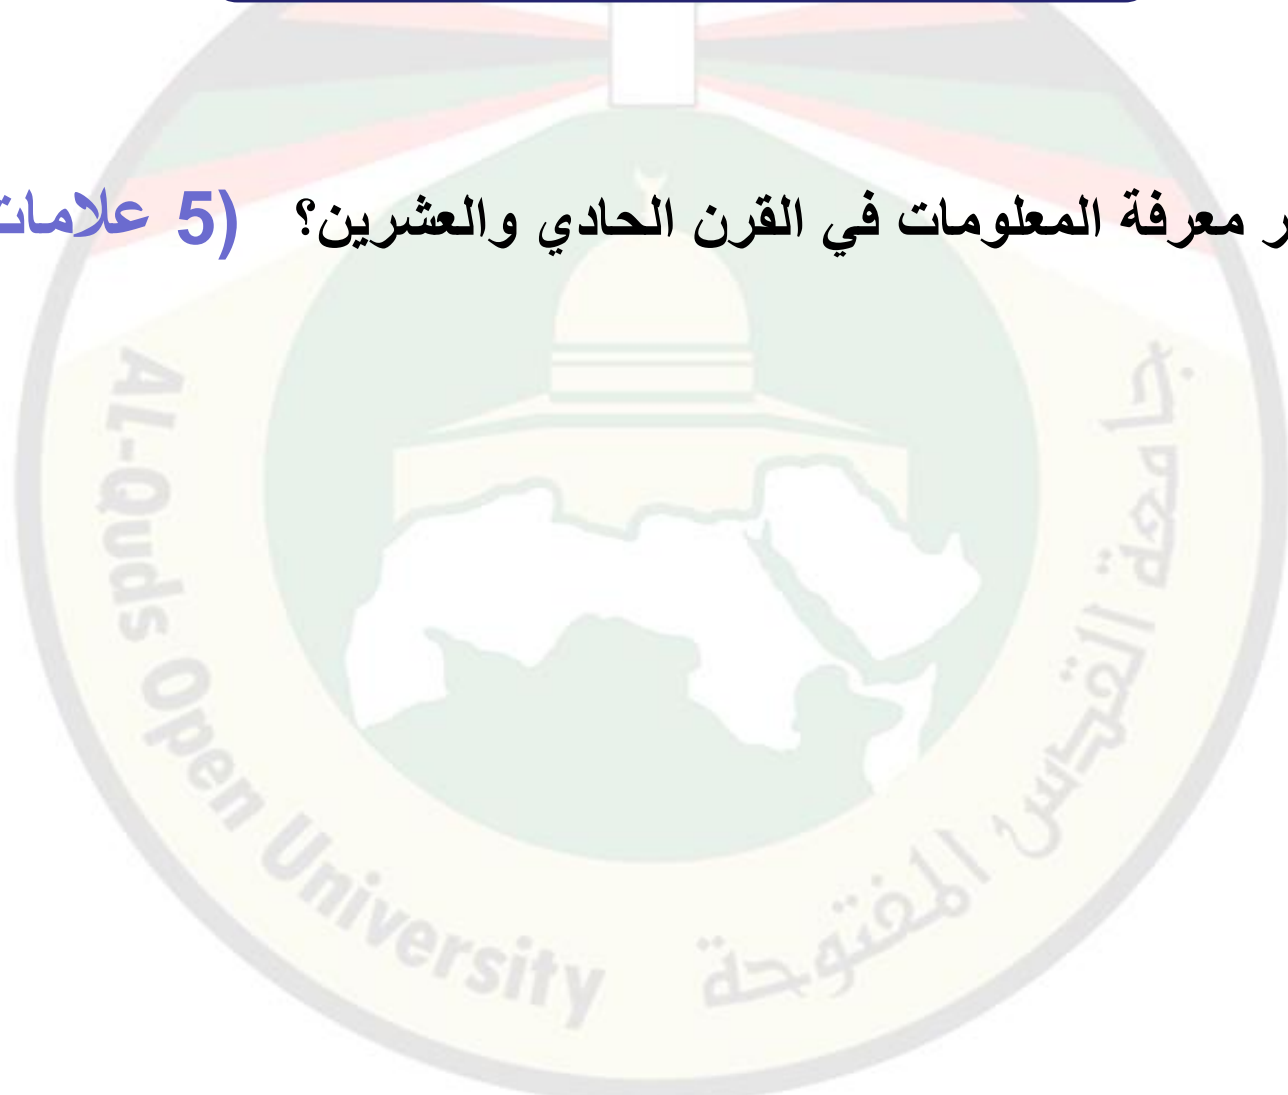 معرفة المعلومات في القرن الحادي والعشرين؟ (5 علامات
AL-Quds Open University
جامعة القدس المفتوحة